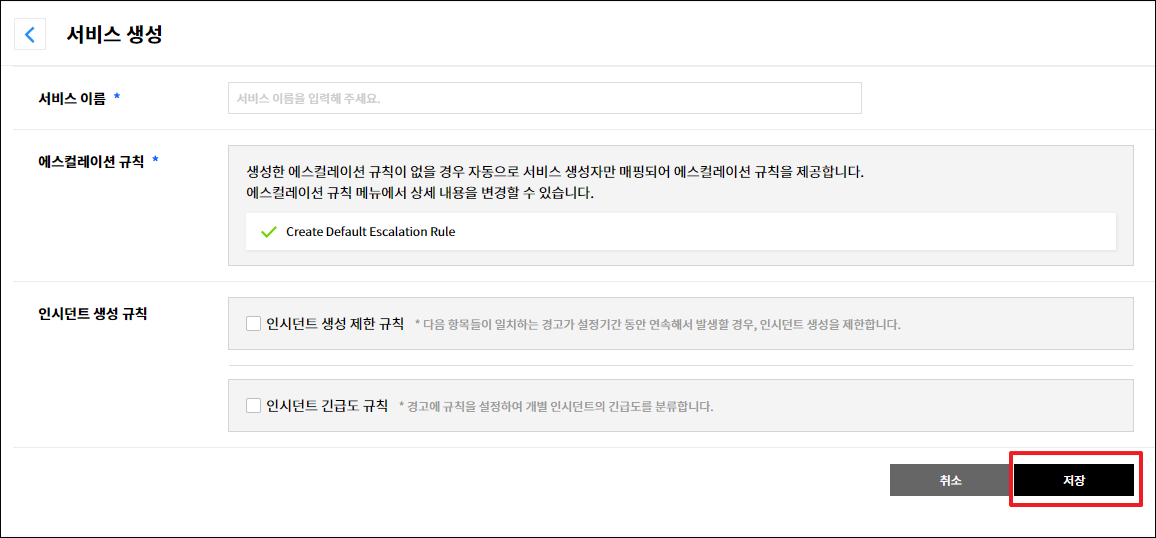 서비스 생성
서비스 이름 *
서비스 이름을 입력해 주세요.
에스컬레이션 규칙 *
생성한 에스컬레이션 규칙이 없을 경우 자동으로 서비스 생성자만 매핑되어 에스컬레이션 규칙을 제공합니다.
에스컬레이션 규칙 메뉴에서 상세 내용을 변경할 수 있습니다.
Create Default Escalation Rule
인시던트 생성 규칙
인시던트 생성 제한 규칙 * 다음 항목들이 일치하는 경고가 설정기간 동안 연속해서 발생할 경우, 인시던트 생성을 제한합니다.
인시던트 긴급도 규칙 * 경고에 규칙을 설정하여 개별 인시던트의 긴급도를 분류합니다.
취소
저장